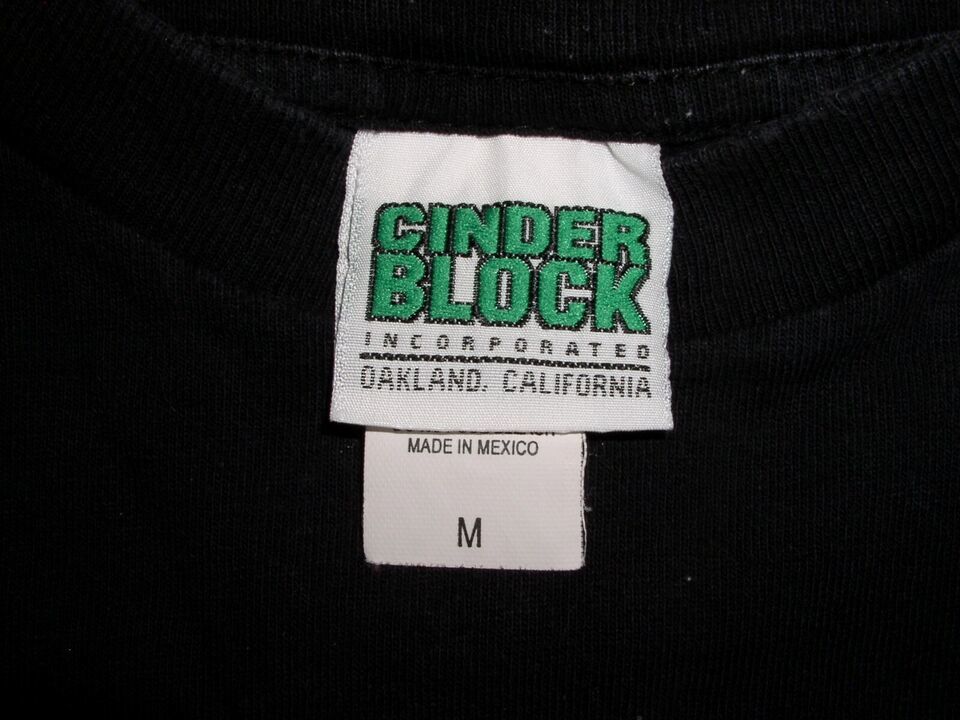 CINDER
BLOCK
INCORPORATED
OAKLAND, CALIFORNIA
MADE IN MEXICO
M